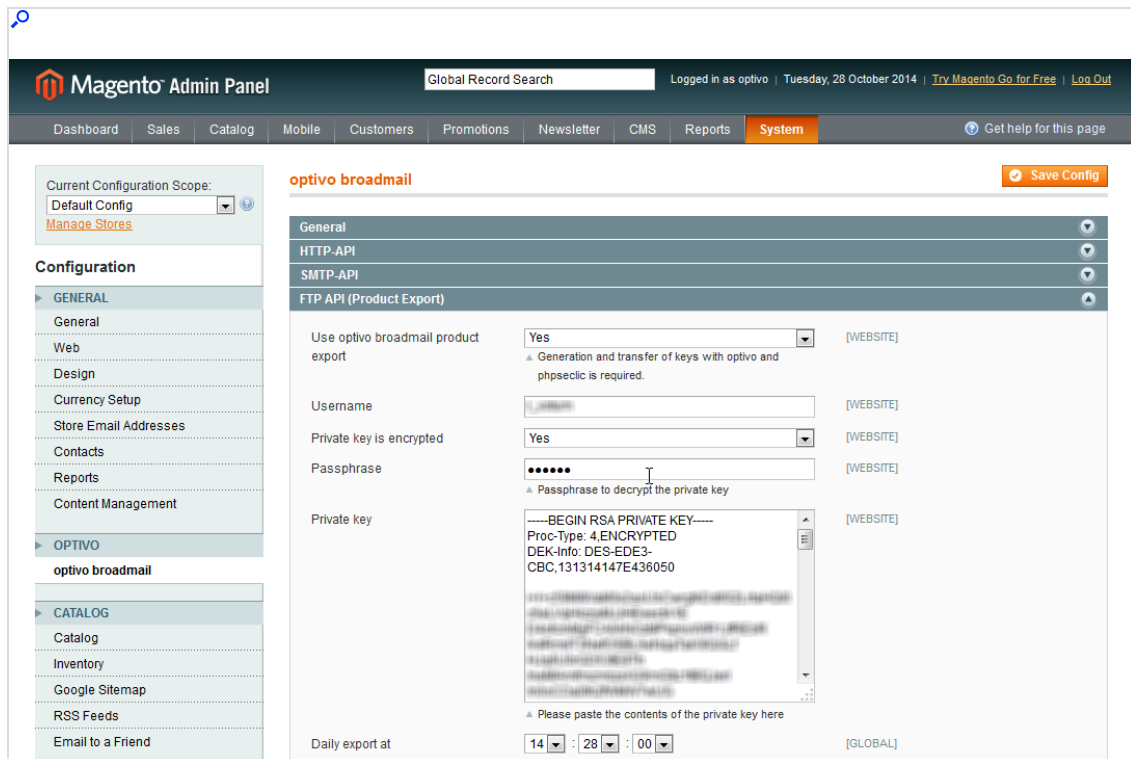 Magento™ Admin Panel
Global Record Search
Logged in as optivo | Tuesday, 28 October 2014 | Try Magento Go for Free | Log Out
Dashboard Sales Catalog Mobile Customers Promotions Newsletter CMS Reports System Get help for this page
Current Configuration Scope:
Default Config
Manage Stores
Configuration
GENERAL
General
Web
Design
Currency Setup
Store Email Addresses
Contacts
Reports
Content Management
OPTIVO
optivo broadmail
CATALOG
Catalog
Inventory
Google Sitemap
RSS Feeds
Email to a Friend
optivo broadmail
Save Config
General
HTTP-API
SMTP-API
FTP API (Product Export)
Use optivo broadmail product
export
Yes
[WEBSITE]
Generation and transfer of keys with optivo and
phpseclic is required.
Username
[WEBSITE]
Private key is encrypted
Yes
[WEBSITE]
Passphrase
••••••
[WEBSITE]
Passphrase to decrypt the private key
Private key
-----BEGIN RSA PRIVATE KEY-----
Proc-Type: 4,ENCRYPTED
DEK-Info: DES-EDE3-
CBC,131314147E436050
[WEBSITE]
Please paste the contents of the private key here
Daily export at
14 : 28 : 00
[GLOBAL]